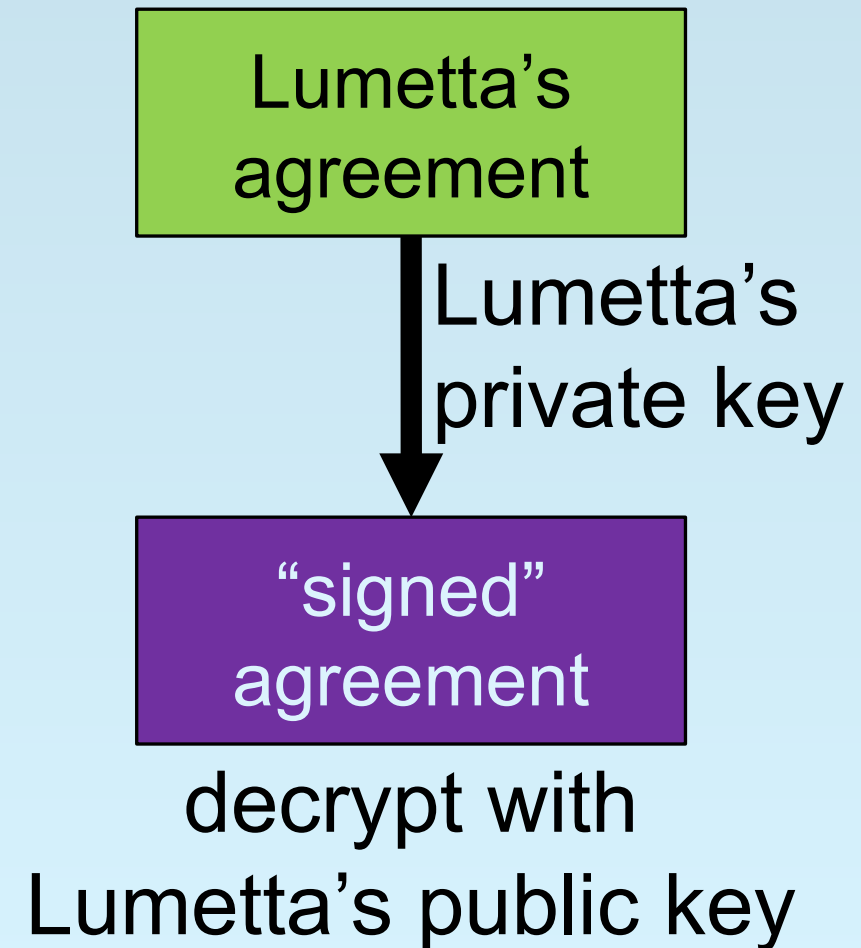 Lumetta’s
agreement
Lumetta’s
private key
“signed”
agreement
decrypt with
Lumetta’s public key